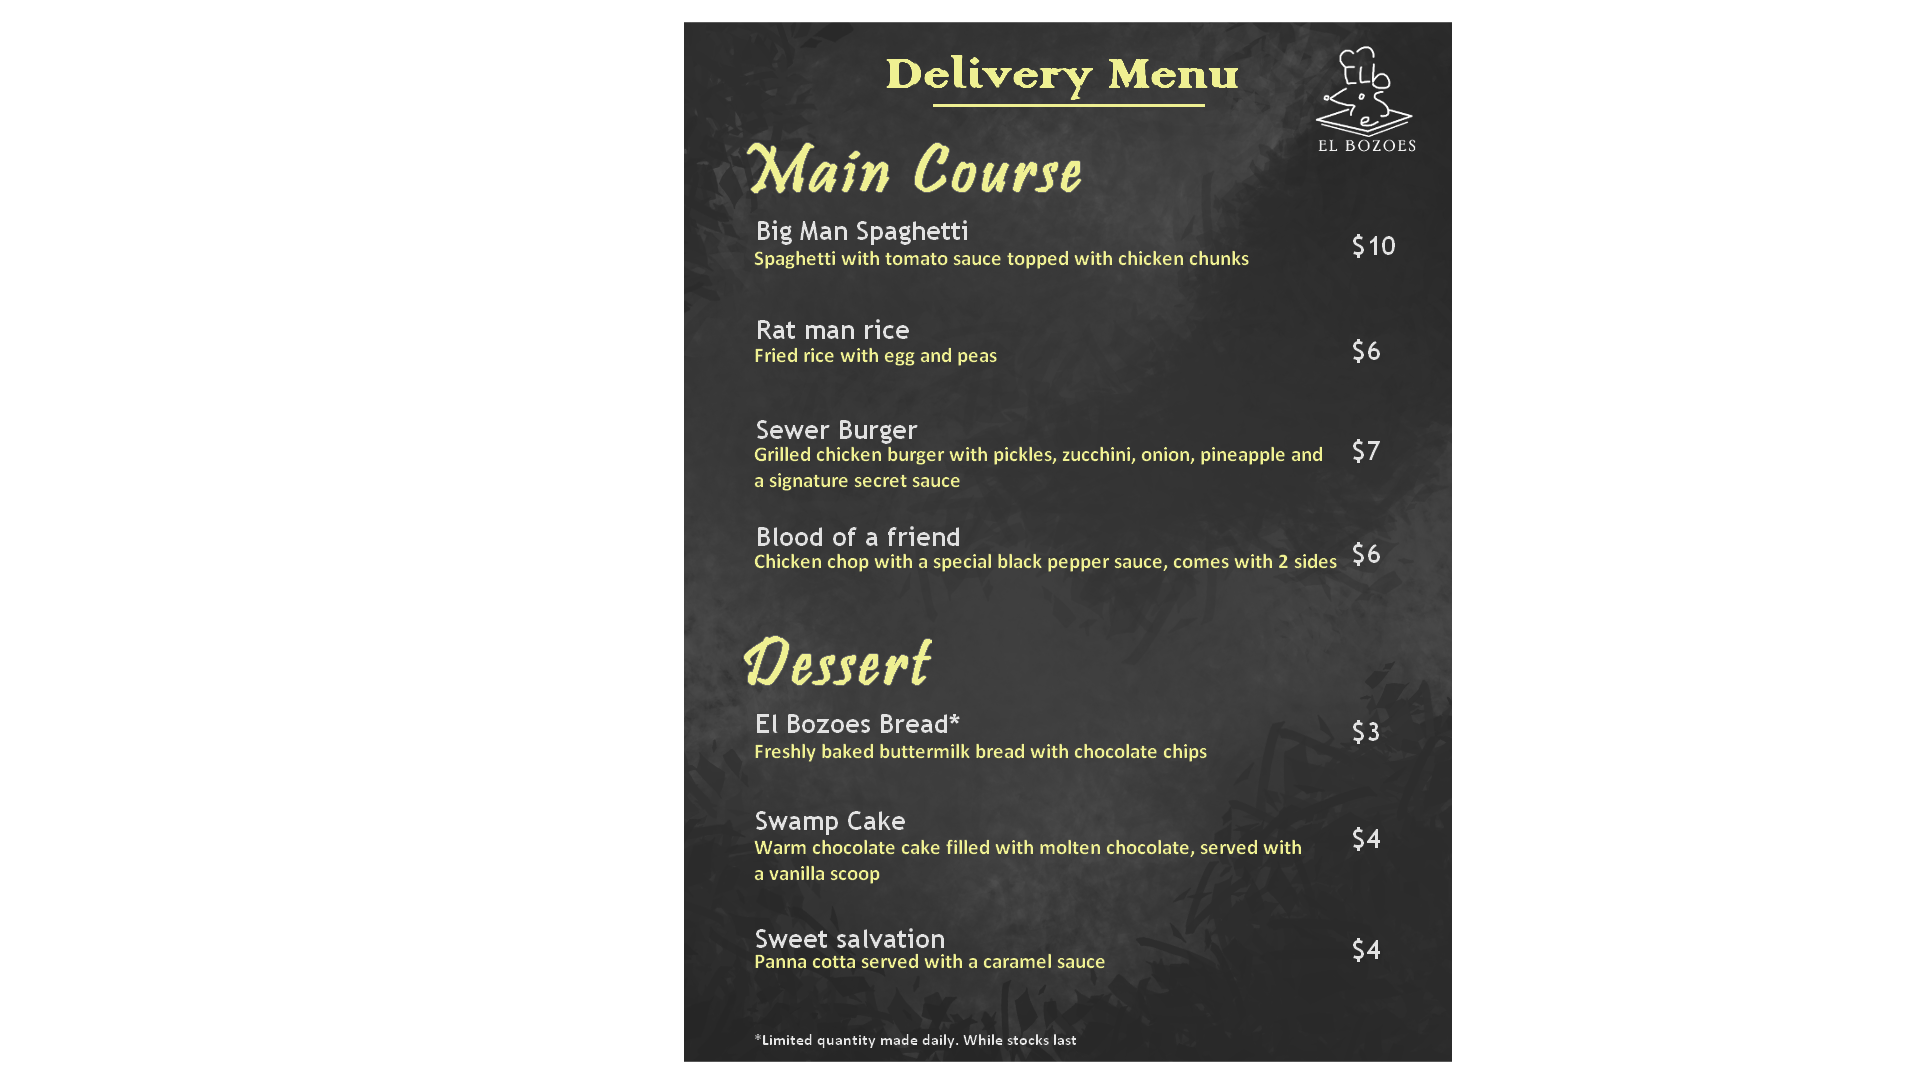 Delivery Menu
EL BOZOES
Main Course
Big Man Spaghetti
Spaghetti with tomato sauce topped with chicken chunks
$10
Rat man rice
Fried rice with egg and peas
$6
Sewer Burger
Grilled chicken burger with pickles, zucchini, onion, pineapple and
a signature secret sauce
$7
Blood of a friend
Chicken chop with a special black pepper sauce, comes with 2 sides
$6
Dessert
El Bozoes Bread*
Freshly baked buttermilk bread with chocolate chips
$3
Swamp Cake
Warm chocolate cake filled with molten chocolate, served with
a vanilla scoop
$4
Sweet salvation
Panna cotta served with a caramel sauce
$4
*Limited quantity made daily. While stocks last